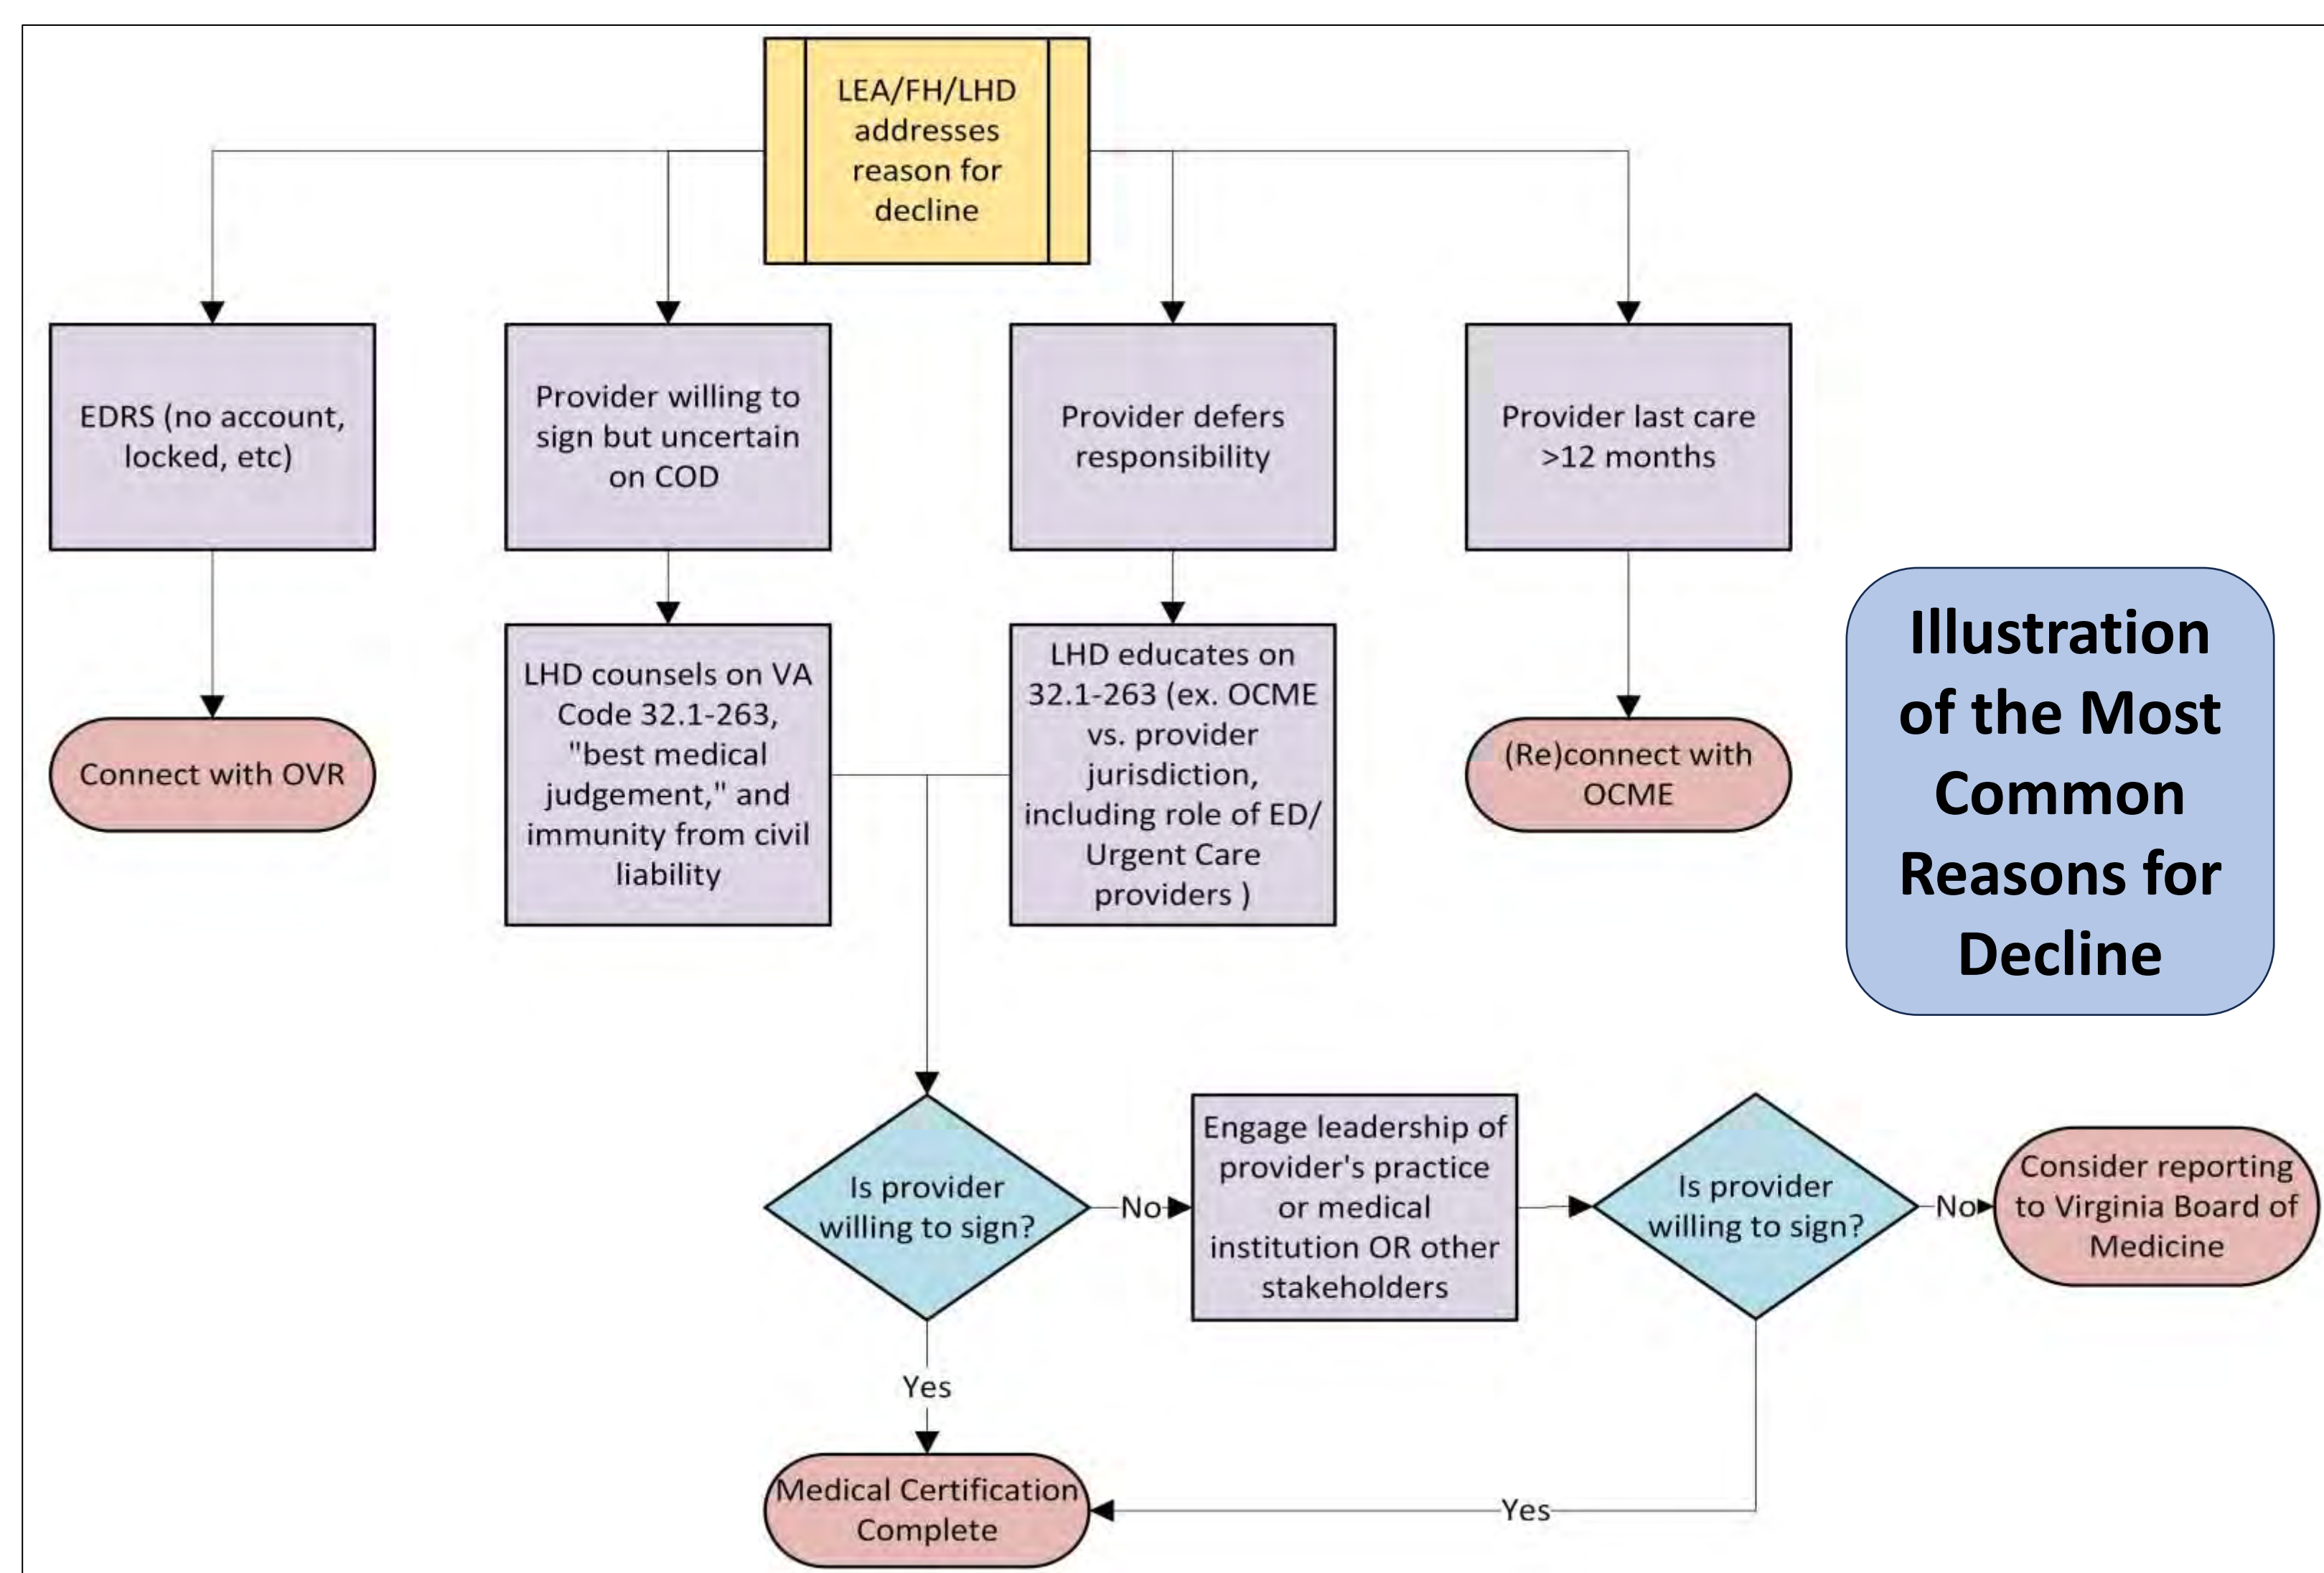 LEA/FH/LHD
addresses
reason for
decline
EDRS (no account,
locked, etc)
Provider willing to
sign but uncertain
on COD
Provider defers
responsibility
Provider last care
>12 months
Connect with OVR
LHD counsels on VA
Code 32.1-263,
"best medical
judgement," and
immunity from civil
liability
LHD educates on
32.1-263 (ex. OCME
vs. provider
jurisdiction,
including role of ED/
Urgent Care
providers )
(Re)connect with
OCME
Illustration
of the Most
Common
Reasons for
Decline
Is provider
willing to sign?
No
Engage leadership of
provider's practice
or medical
institution OR other
stakeholders
Is provider
willing to sign?
No
Consider reporting
to Virginia Board of
Medicine
Yes
Medical Certification
Complete
Yes